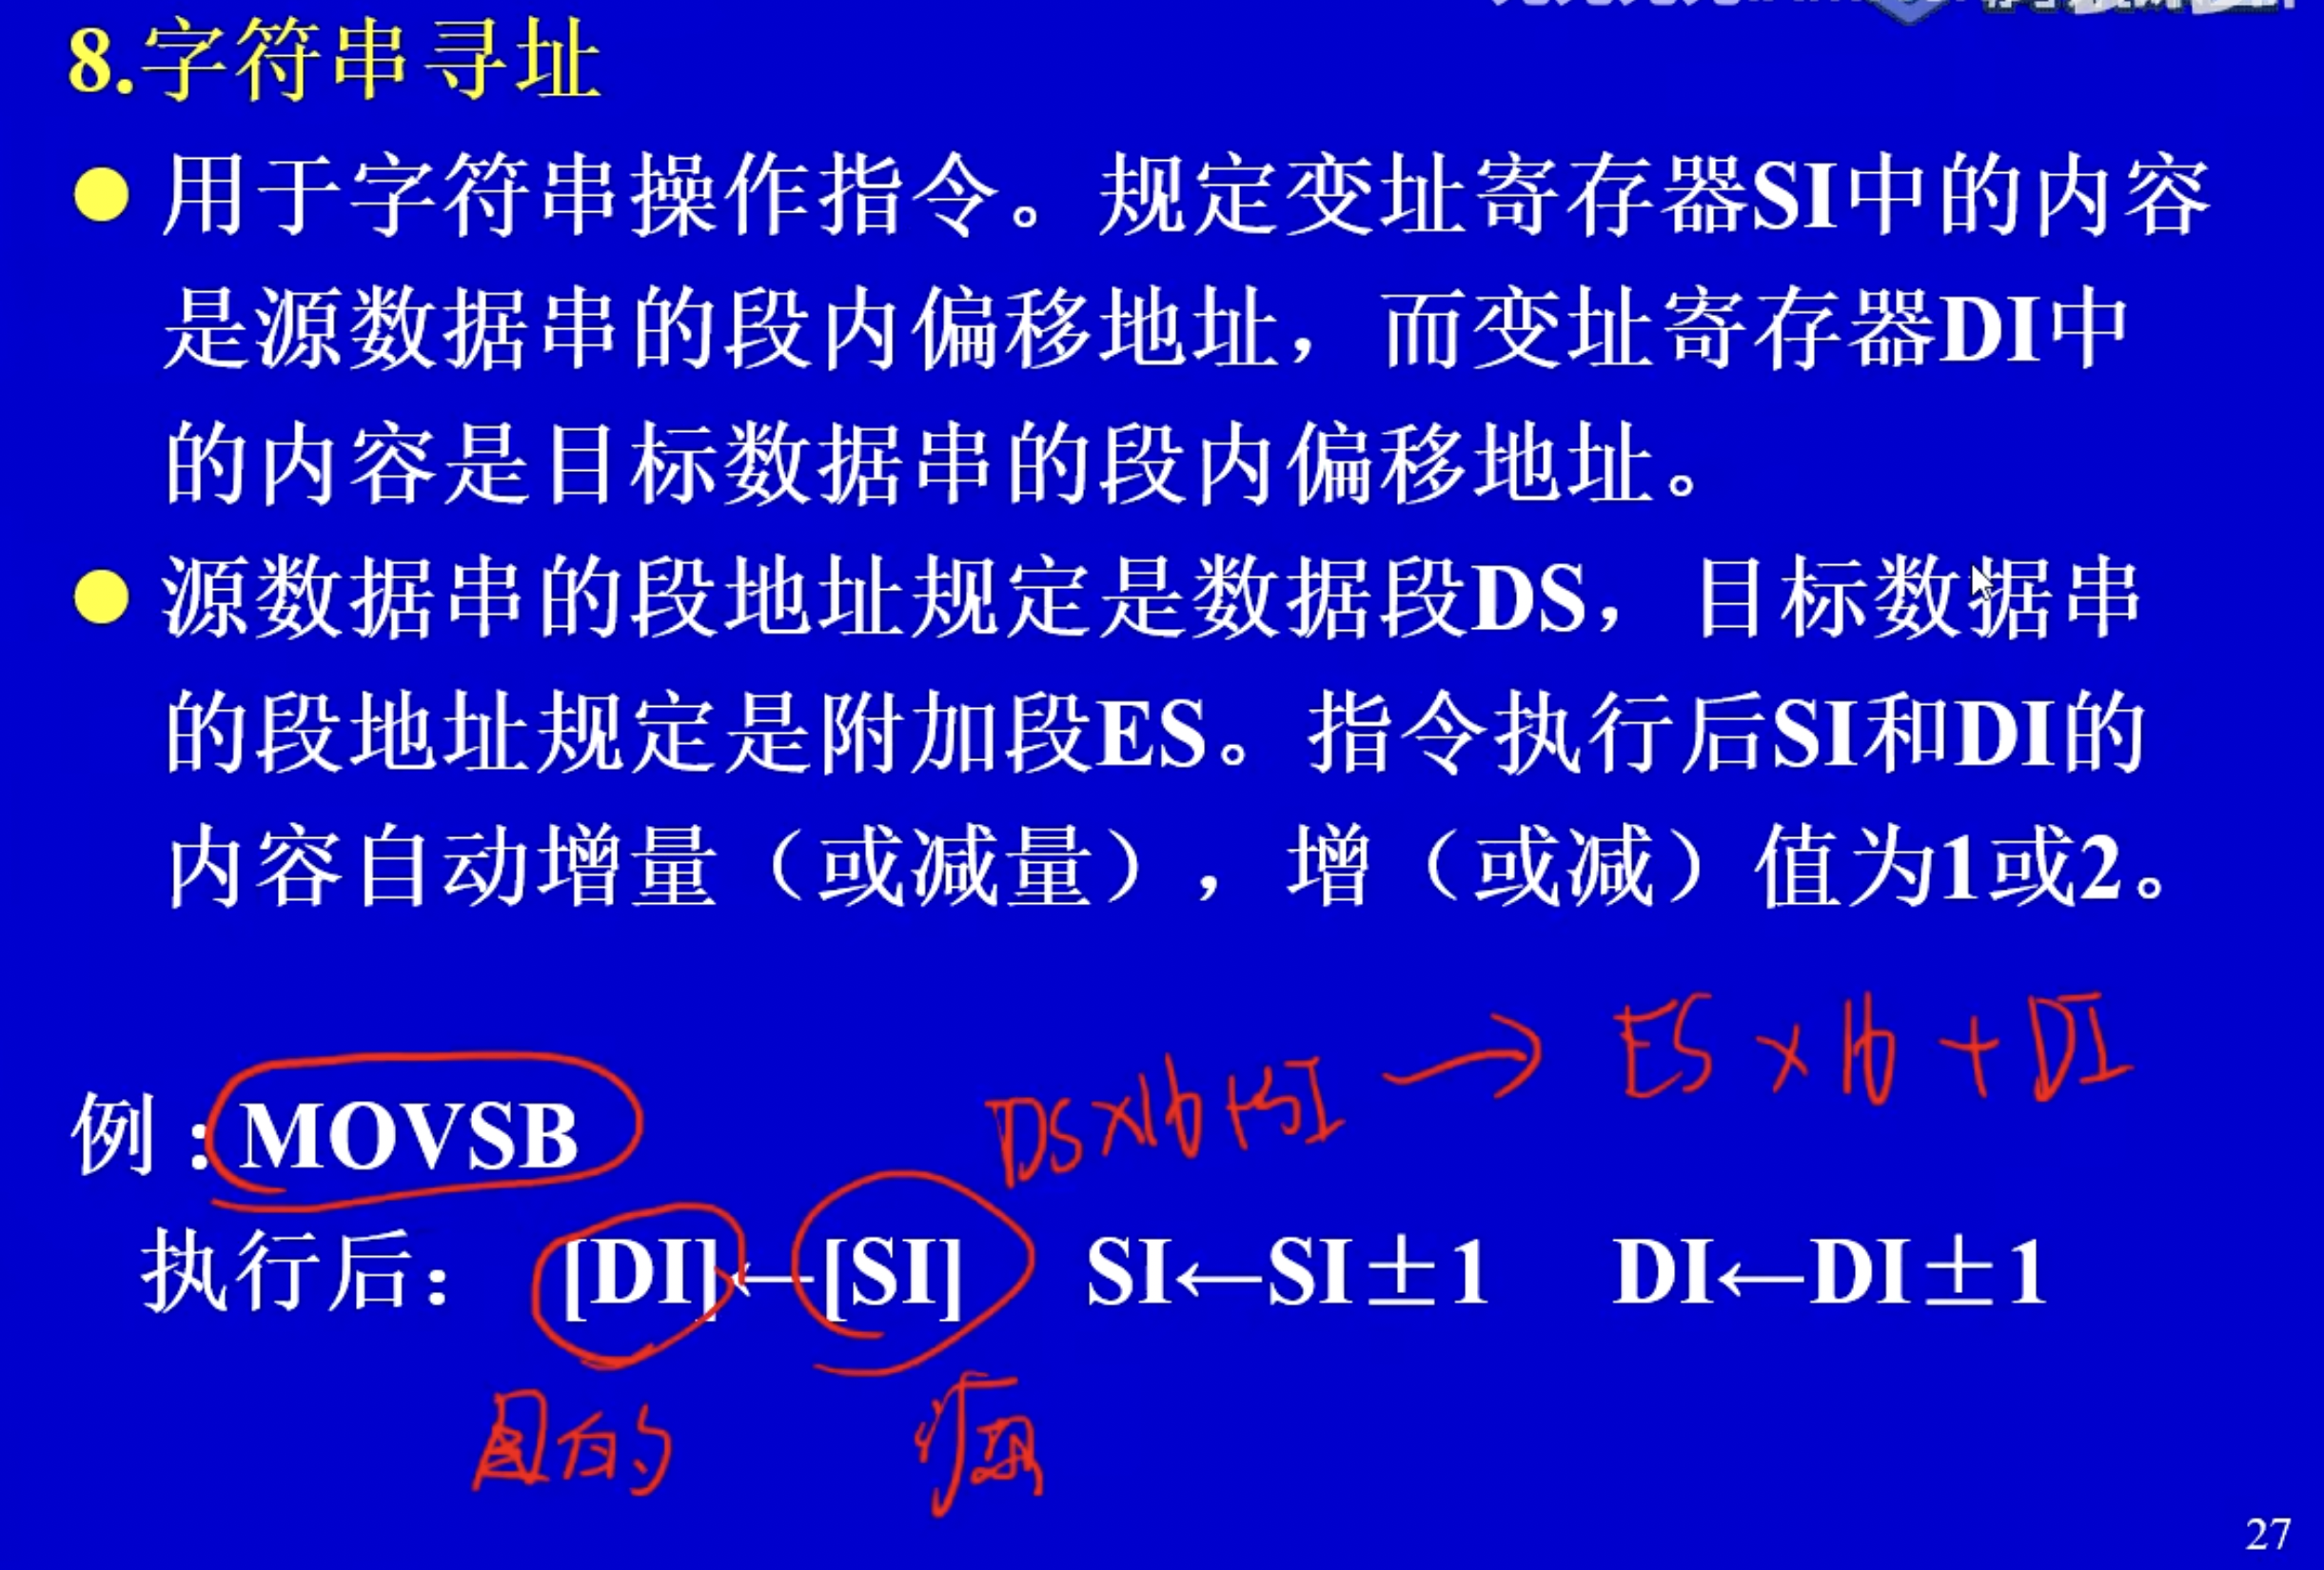 8.字符串寻址
用于字符串操作指令。规定变址寄存器SI中的内容
是源数据串的段内偏移地址，而变址寄存器DI中
的内容是目标数据串的段内偏移地址。
源数据串的段地址规定是数据段DS，目标数据串
的段地址规定是附加段ES。指令执行后SI和DI的
内容自动增量（或减量），增（或减）值为1或2。
DS×16+SI → ES×16+DI
例：MOVSB
执行后： [DI]←[SI] SI←SI±1 DI←DI±1
目的
27